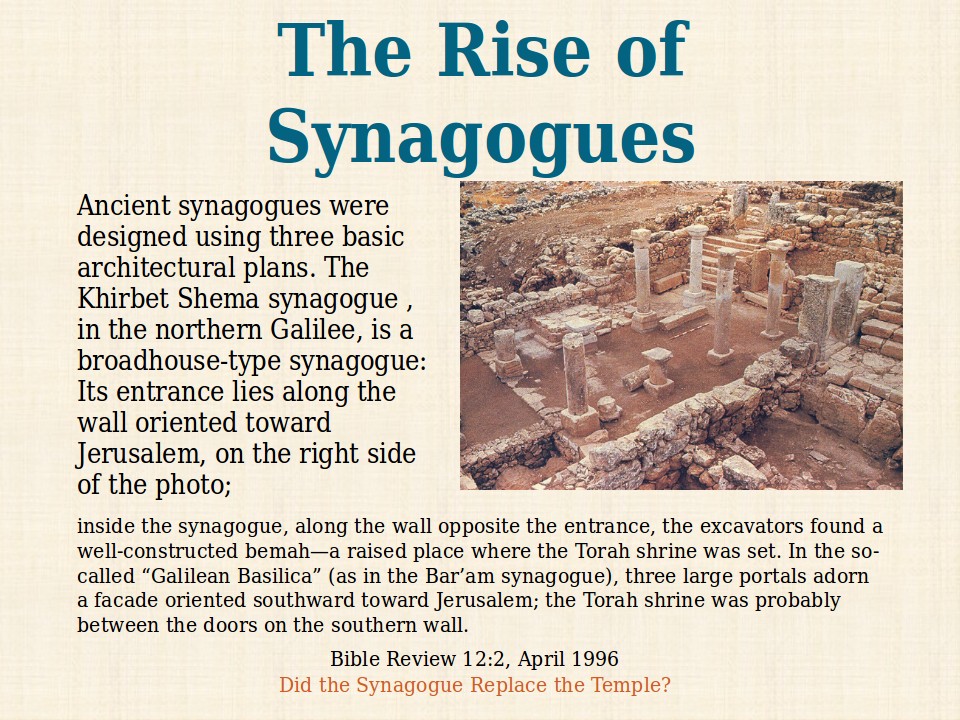 The Rise of
Synagogues
Ancient synagogues were
designed using three basic
architectural plans. The
Khirbet Shema synagogue ,
in the northern Galilee, is a
broadhouse-type synagogue:
Its entrance lies along the
wall oriented toward
Jerusalem, on the right side
of the photo;
inside the synagogue, along the wall opposite the entrance, the excavators found a
well-constructed bemah—a raised place where the Torah shrine was set. In the so-
called “Galilean Basilica” (as in the Bar’am synagogue), three large portals adorn
a facade oriented southward toward Jerusalem; the Torah shrine was probably
between the doors on the southern wall.
Bible Review 12:2, April 1996
Did the Synagogue Replace the Temple?